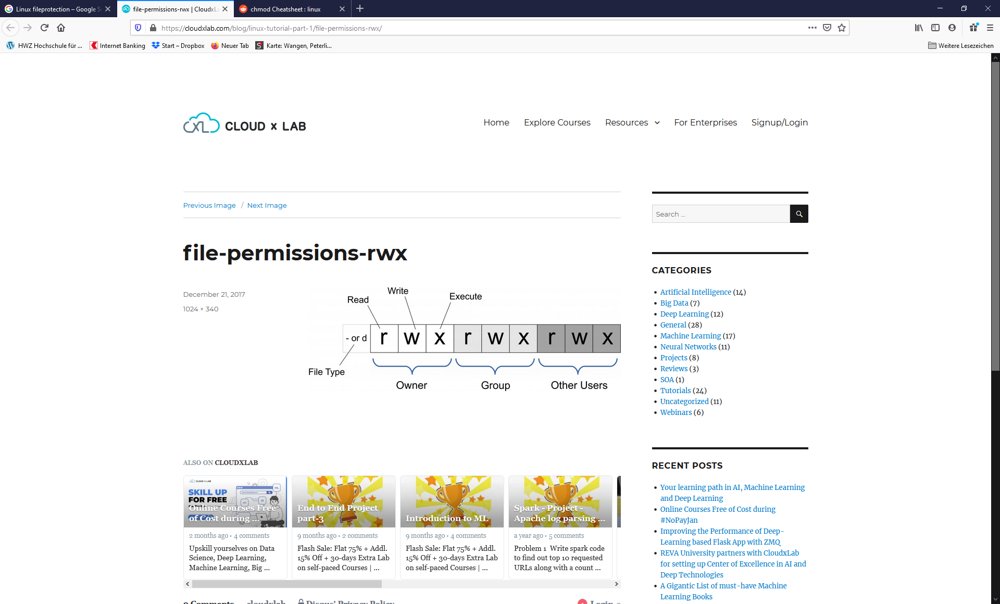 Linux fileprotection – Google S
file-permissions-rwx | CloudxLa
chmod Cheatsheet : linux
https://cloudxlab.com/blog/linux-tutorial-part-1/file-permissions-rwx/
HWZ Hochschule für ...
Internet Banking
Start – Dropbox
Neuer Tab
Karte: Wangen, Peterli...
Weitere Lesezeichen
CLOUD x LAB
Home
Explore Courses
Resources
For Enterprises
Signup/Login
Previous Image / Next Image
Search ...
file-permissions-rwx
December 21, 2017
1024 × 340
Read
Write
Execute
- or d r w x r w x r w x
File Type
Owner
Group
Other Users
CATEGORIES
Artificial Intelligence (14)
Big Data (7)
Deep Learning (12)
General (28)
Machine Learning (17)
Neural Networks (11)
Projects (8)
Reviews (3)
SOA (1)
Tutorials (24)
Uncategorized (11)
Webinars (6)
ALSO ON CLOUDXLAB
CLOUD x LAB
SKILL UP
FOR FREE
Online Courses Free
of Cost during ...
2 months ago • 4 comments
Upskill yourselves on Data
Science, Deep Learning,
Machine Learning, Big ...
End to End Project
part-3
9 months ago • 2 comments
Flash Sale: Flat 75% + Addl.
15% Off + 30-days Extra Lab
on self-paced Courses | ...
Introduction to ML
9 months ago • 4 comments
Flash Sale: Flat 75% + Addl.
15% Off + 30-days Extra Lab
on self-paced Courses | ...
Spark - Project -
Apache log parsing ...
a year ago • 5 comments
Problem 1 Write spark code
to find out top 10 requested
URLs along with a count ...
RECENT POSTS
Your learning path in AI, Machine Learning
and Deep Learning
Online Courses Free of Cost during
#NoPayJan
Improving the Performance of Deep-
Learning based Flask App with ZMQ
REVA University partners with CloudxLab
for setting up Center of Excellence in AI and
Deep Technologies
A Gigantic List of must-have Machine
Learning Books
0 Comments
cloudxlab
Disqus' Privacy Policy
Login